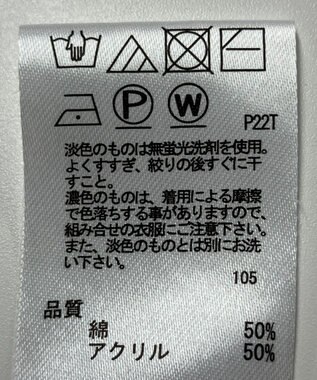 P W P22T
淡色のものは無蛍光洗剤を使用。
よくすすぎ、絞りの後すぐに干
すこと。
濃色のものは、着用による摩擦
で色落ちする事がありますので、
組み合せの衣服にご注意下さい。
また、淡色のものとは別にお洗
い下さい。
105
品質
綿 50%
アクリル 50%